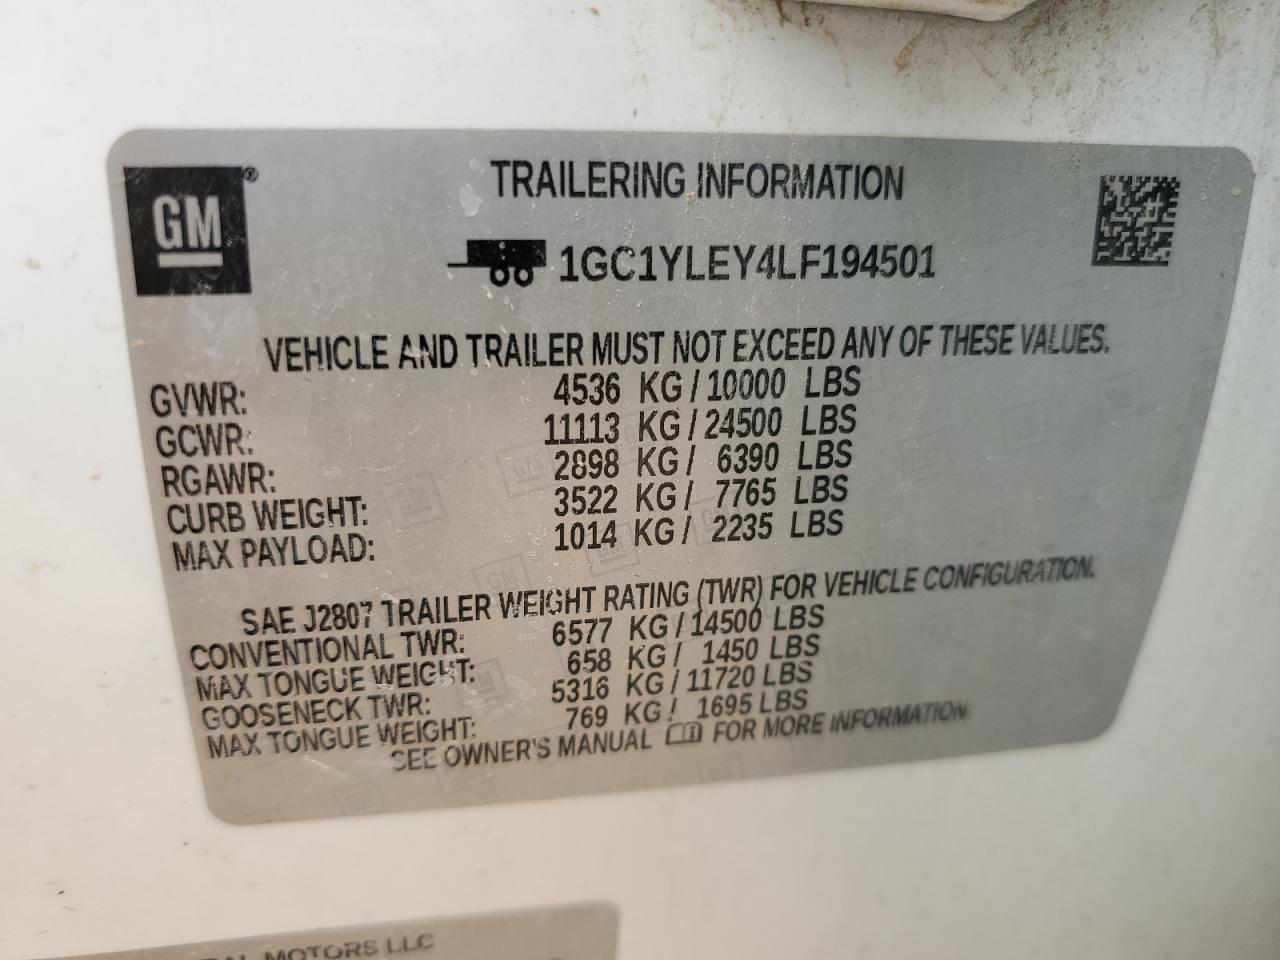 GM®
TRAILERING INFORMATION
1GC1YLEY4LF194501
VEHICLE AND TRAILER MUST NOT EXCEED ANY OF THESE VALUES.
GVWR: 4536 KG / 10000 LBS
GCWR: 11113 KG / 24500 LBS
RGAWR: 2898 KG / 6390 LBS
CURB WEIGHT: 3522 KG / 7765 LBS
MAX PAYLOAD: 1014 KG / 2235 LBS
SAE J2807 TRAILER WEIGHT RATING (TWR) FOR VEHICLE CONFIGURATION.
CONVENTIONAL TWR: 6577 KG / 14500 LBS
MAX TONGUE WEIGHT: 658 KG / 1450 LBS
GOOSENECK TWR: 5316 KG / 11720 LBS
MAX TONGUE WEIGHT: 769 KG / 1695 LBS
SEE OWNER'S MANUAL FOR MORE INFORMATION
MOTORS LLC